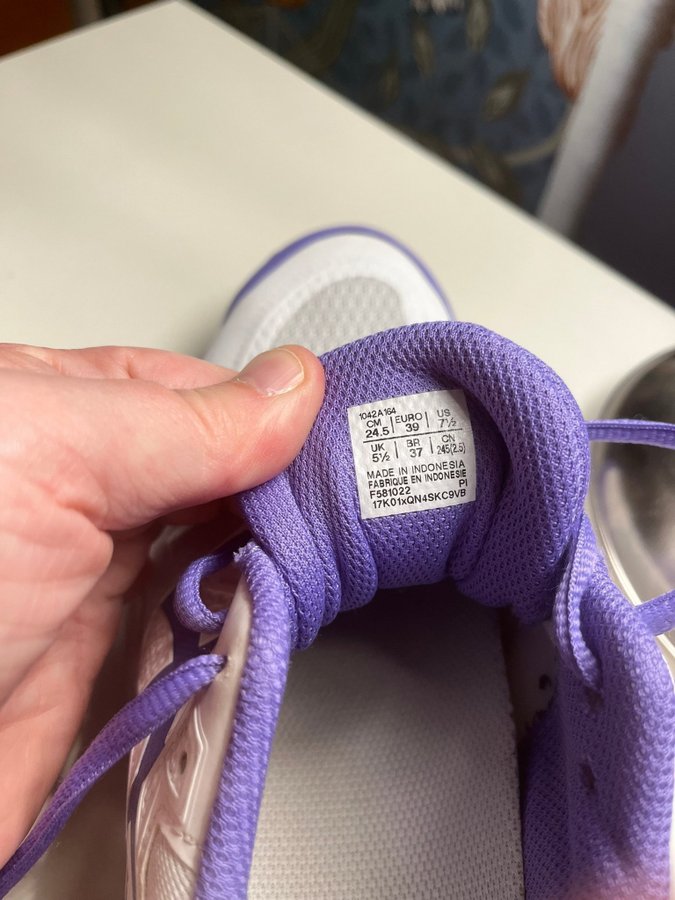 1042A164
CM EURO US
24.5 39 7½
UK BR CN
5½ 37 245(2.5)
MADE IN INDONESIA
FABRIQUE EN INDONESIE
F581022 PI
17K01xQN4SKC9VB